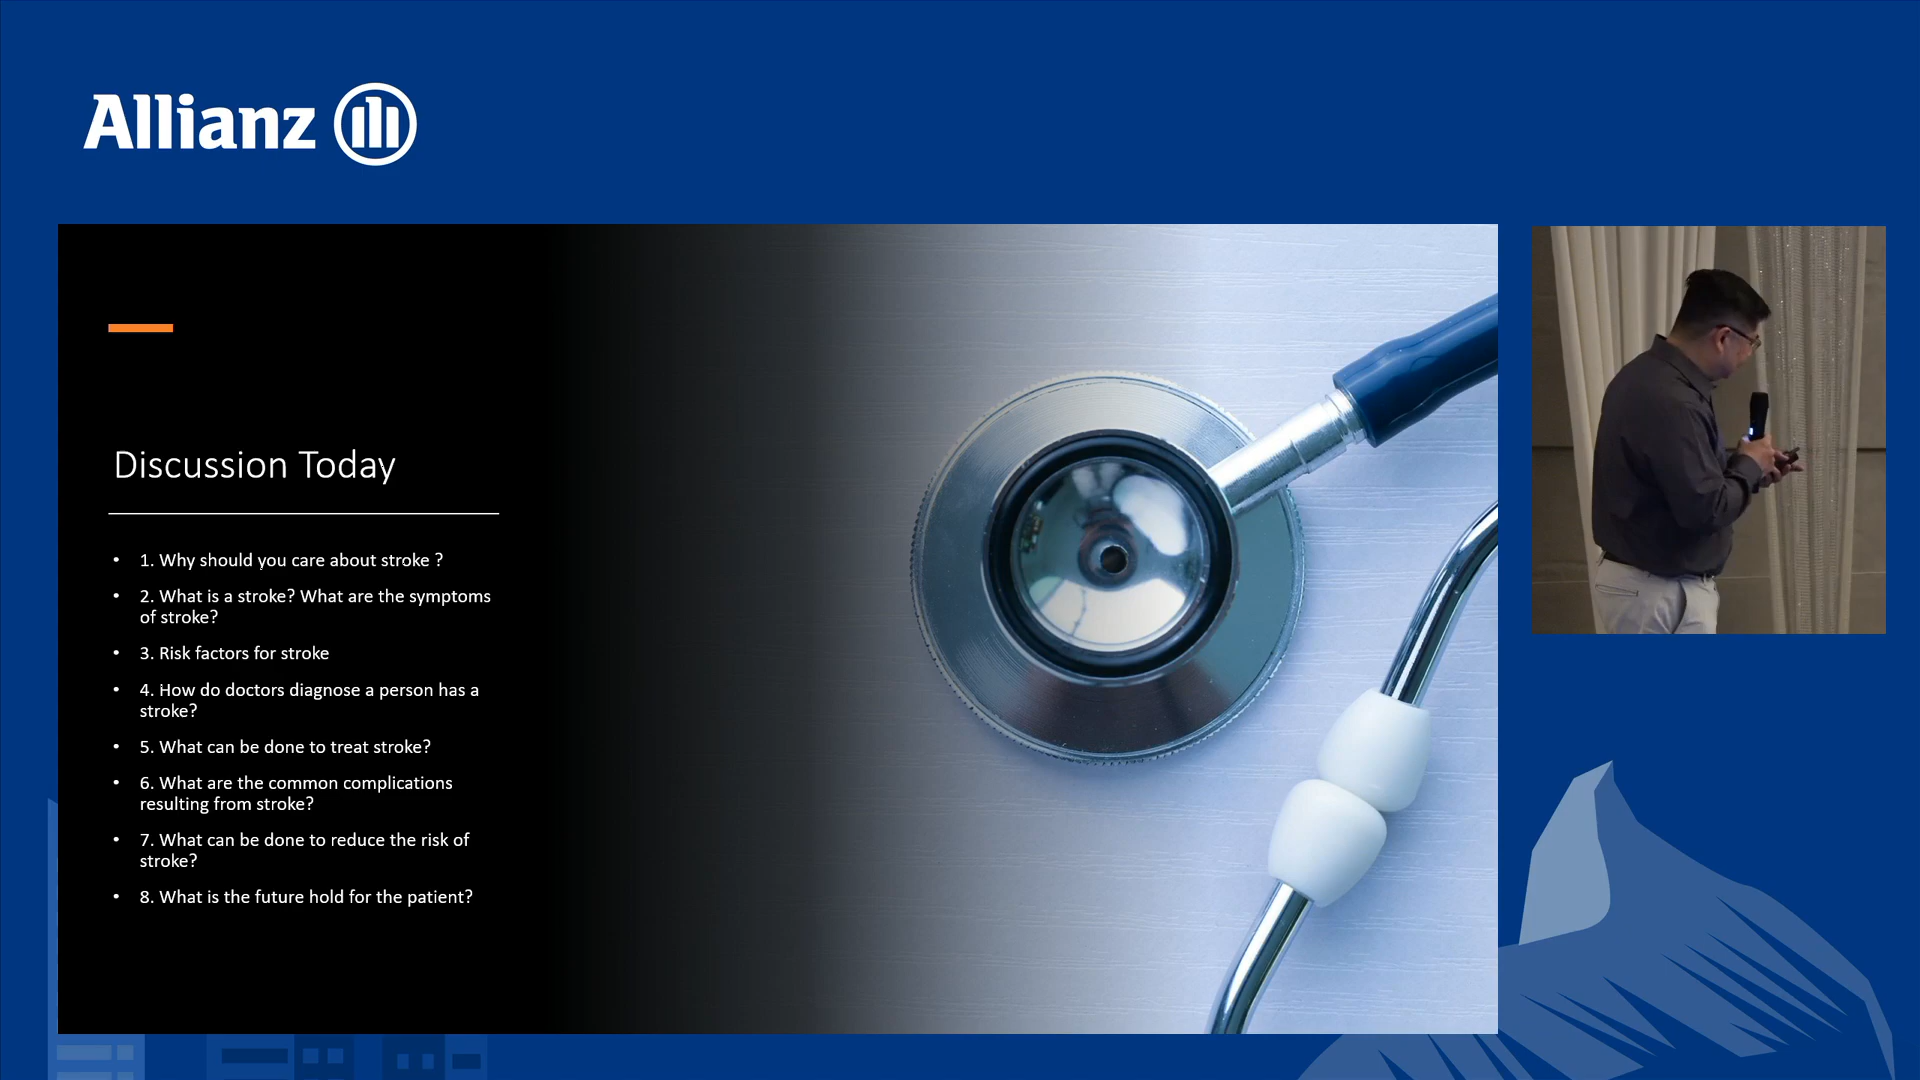 Allianz
Discussion Today
• 1. Why should you care about stroke ?
• 2. What is a stroke? What are the symptoms
of stroke?
• 3. Risk factors for stroke
• 4. How do doctors diagnose a person has a
stroke?
• 5. What can be done to treat stroke?
• 6. What are the common complications
resulting from stroke?
• 7. What can be done to reduce the risk of
stroke?
• 8. What is the future hold for the patient?